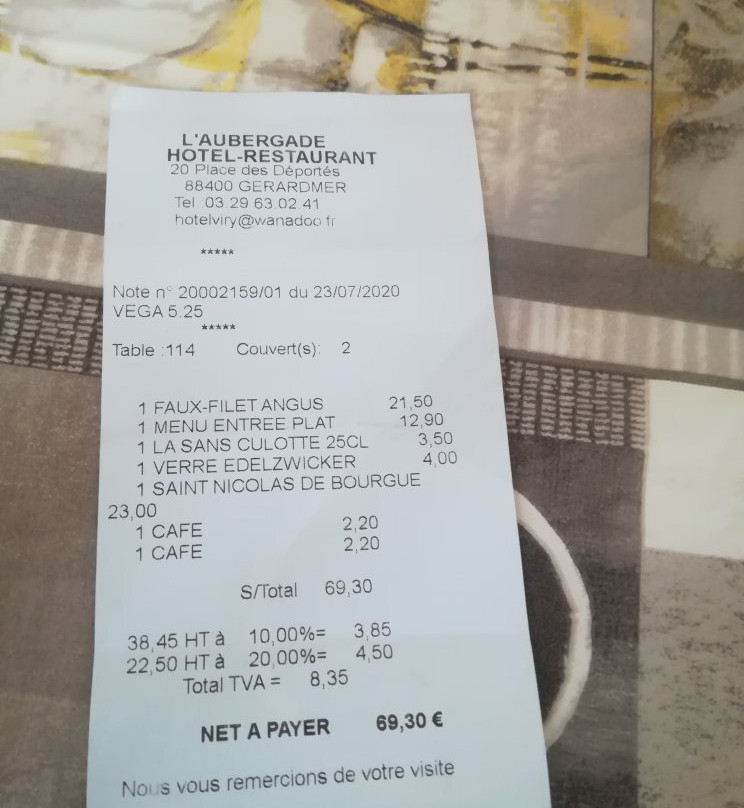 L'AUBERGADE
HOTEL-RESTAURANT
20 Place des Déportés
88400 GERARDMER
Tel 03.29 63.02.41
hotelviry@wanadoo.fr
*****
Note n° 20002159/01 du 23/07/2020
VEGA 5.25
*****
Table :114 Couvert(s): 2
1 FAUX-FILET ANGUS 21,50
1 MENU ENTREE PLAT 12,90
1 LA SANS CULOTTE 25CL 3,50
1 VERRE EDELZWICKER 4,00
1 SAINT NICOLAS DE BOURGUE
23,00
1 CAFE 2,20
1 CAFE 2,20
S/Total 69,30
38,45 HT à 10,00%= 3,85
22,50 HT à 20,00%= 4,50
Total TVA = 8,35
NET A PAYER 69,30 €
Nous vous remercions de votre visite